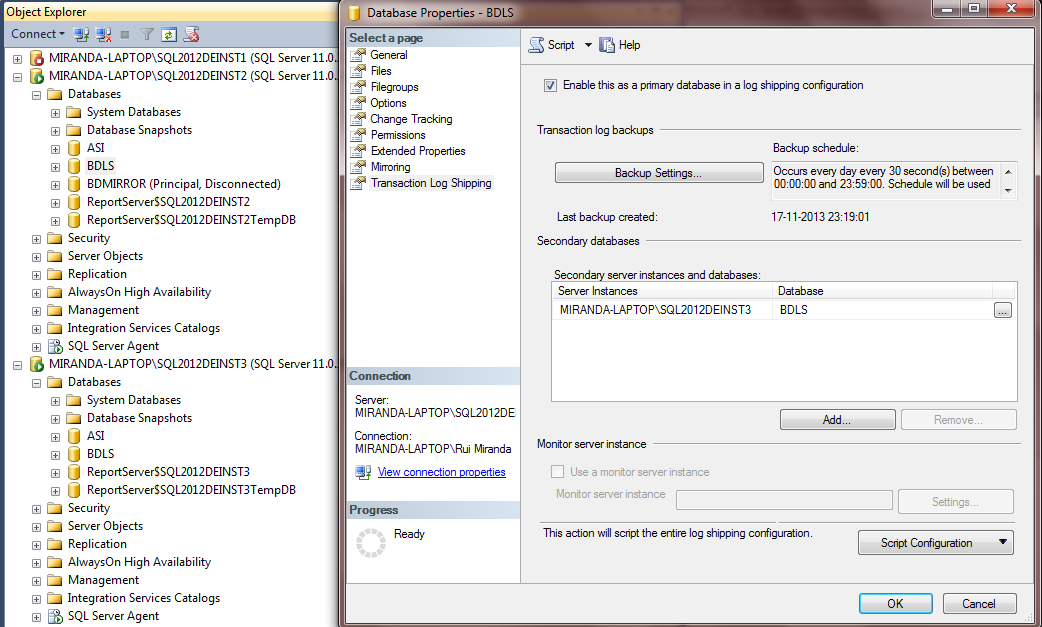 Object Explorer
Connect
MIRANDA-LAPTOP\SQL2012DEINST1 (SQL Server 11.0.
MIRANDA-LAPTOP\SQL2012DEINST2 (SQL Server 11.0.
Databases
System Databases
Database Snapshots
ASI
BDLS
BDMIRROR (Principal, Disconnected)
ReportServer$SQL2012DEINST2
ReportServer$SQL2012DEINST2TempDB
Security
Server Objects
Replication
AlwaysOn High Availability
Management
Integration Services Catalogs
SQL Server Agent
MIRANDA-LAPTOP\SQL2012DEINST3 (SQL Server 11.0.
Databases
System Databases
Database Snapshots
ASI
BDLS
ReportServer$SQL2012DEINST3
ReportServer$SQL2012DEINST3TempDB
Security
Server Objects
Replication
AlwaysOn High Availability
Management
Integration Services Catalogs
SQL Server Agent
Database Properties - BDLS
Select a page
General
Files
Filegroups
Options
Change Tracking
Permissions
Extended Properties
Mirroring
Transaction Log Shipping
Connection
Server:
MIRANDA-LAPTOP\SQL2012DEI
Connection:
MIRANDA-LAPTOP\Rui Miranda
View connection properties
Progress
Ready
Script Help
Enable this as a primary database in a log shipping configuration
Transaction log backups
Backup schedule:
Backup Settings...
Occurs every day every 30 second(s) between
00:00:00 and 23:59:00. Schedule will be used
Last backup created: 17-11-2013 23:19:01
Secondary databases
Secondary server instances and databases:
Server Instances Database
MIRANDA-LAPTOP\SQL2012DEINST3 BDLS ...
Add... Remove...
Monitor server instance
Use a monitor server instance
Monitor server instance Settings...
This action will script the entire log shipping configuration.
Script Configuration
OK Cancel